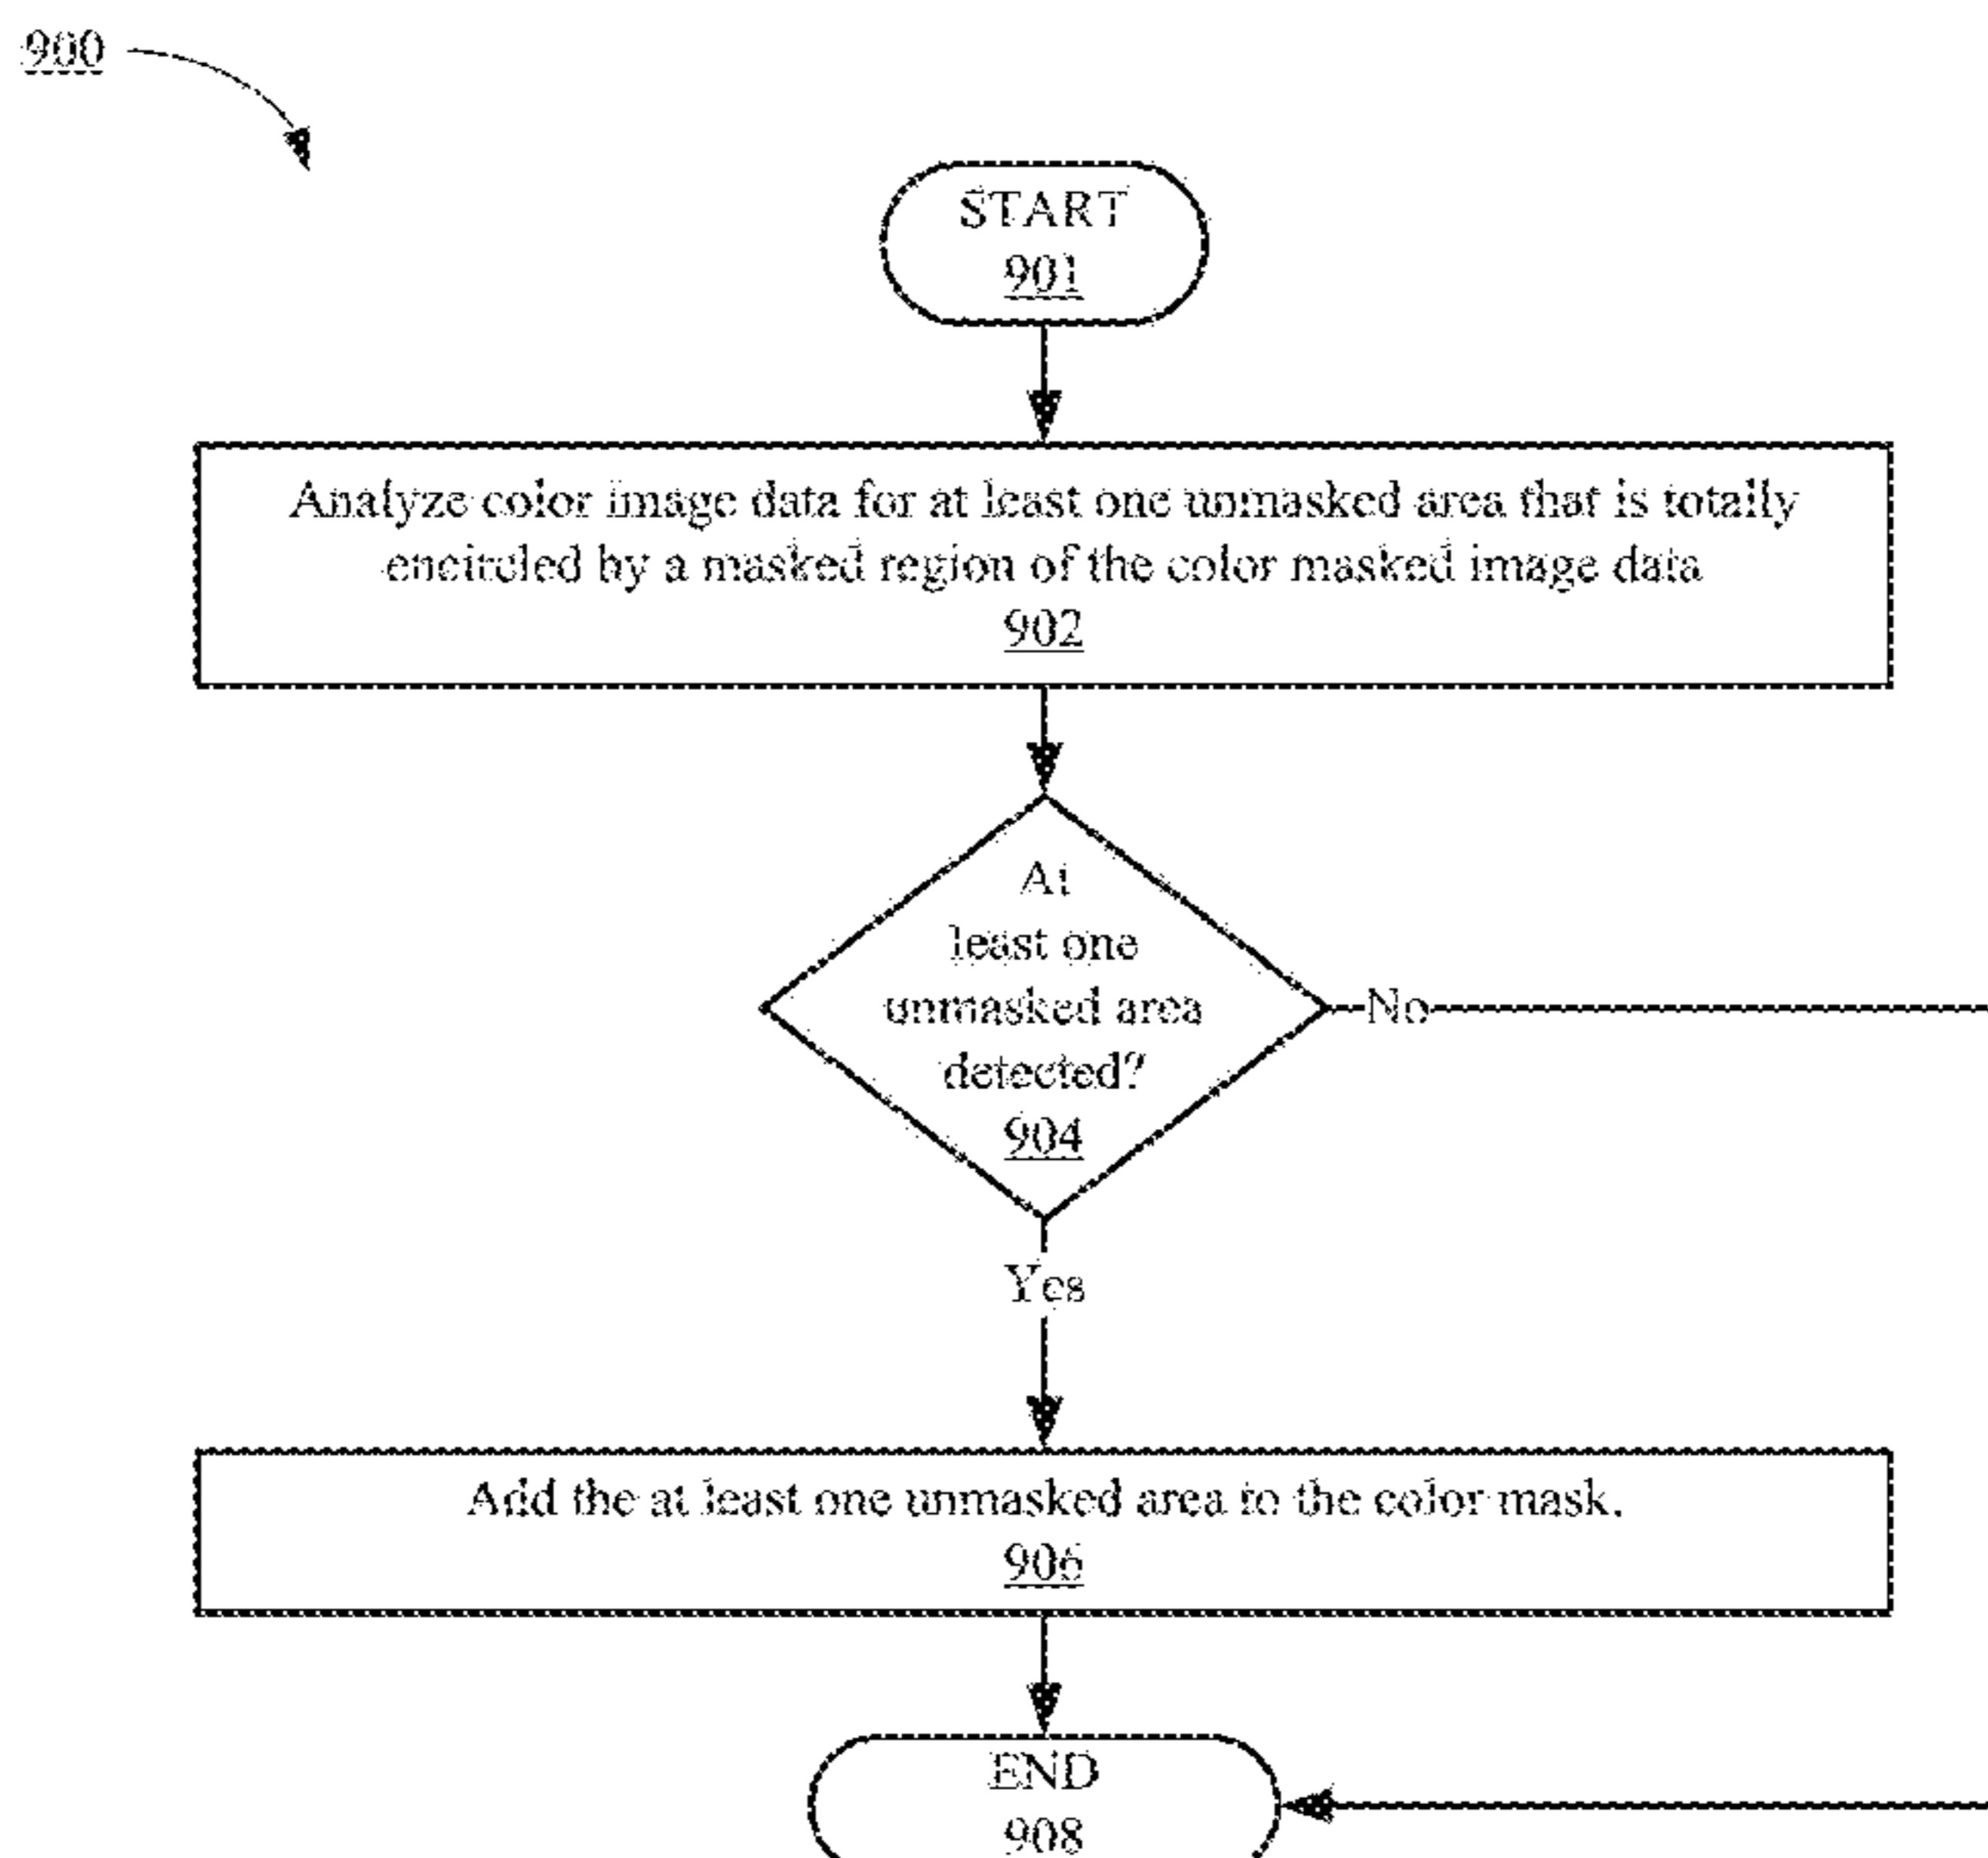 900
START
901
Analyze color image data for at least one unmasked area that is totally
encircled by a masked region of the color masked image data
902
At
least one
unmasked area
detected?
904
No
Yes
Add the at least one unmasked area to the color mask.
906
END
908